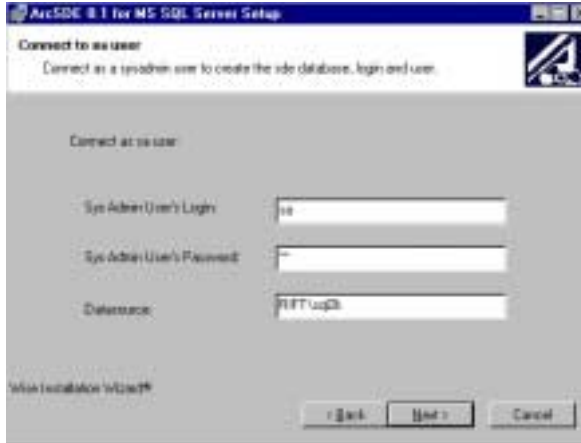 ArcSDE 8.1 for MS SQL Server Setup
Connect to sa user
Connect as a sysadmin user to create the sde database, login and user.
Connect as sa user:
Sys Admin User's Login:
sa
Sys Admin User's Password:
**
Datasource:
Wise Installation Wizard®
< Back
Next >
Cancel